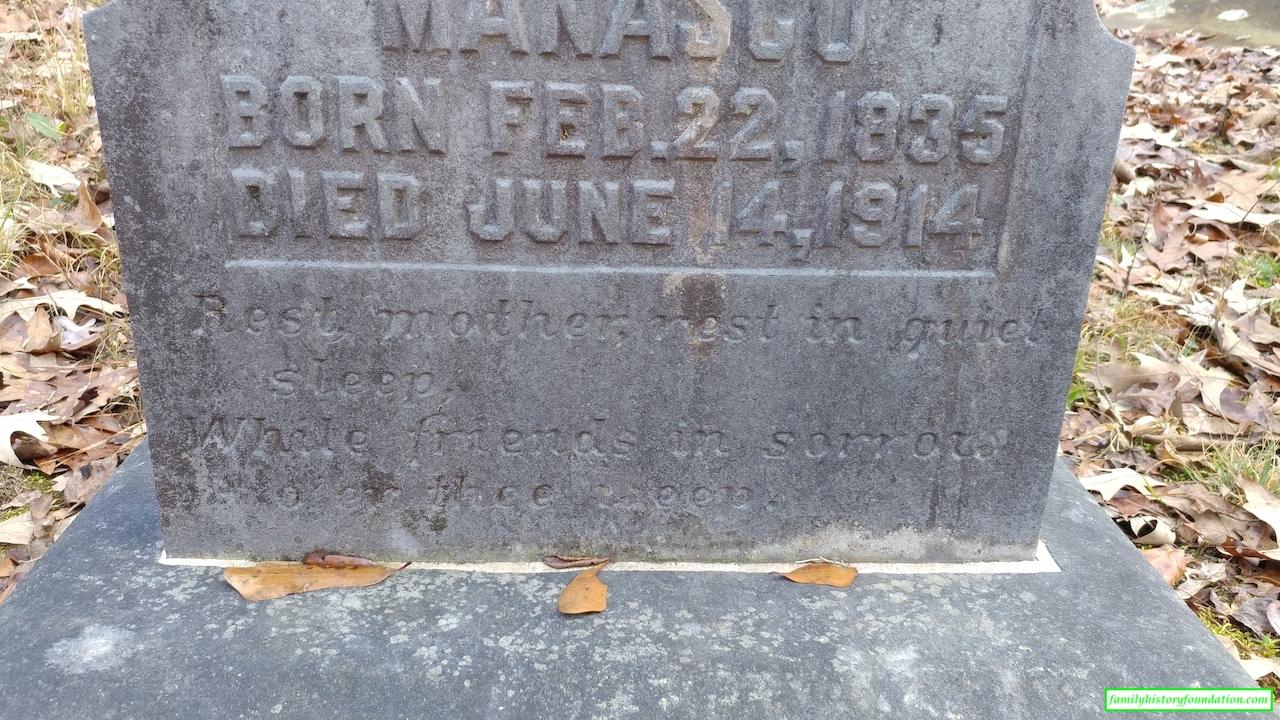 MANASCO
BORN FEB. 22, 1835
DIED JUNE 14, 1914
Rest, mother, rest in quiet
sleep,
While friends in sorrow
o'er thee weep.
familyhistoryfoundation.com